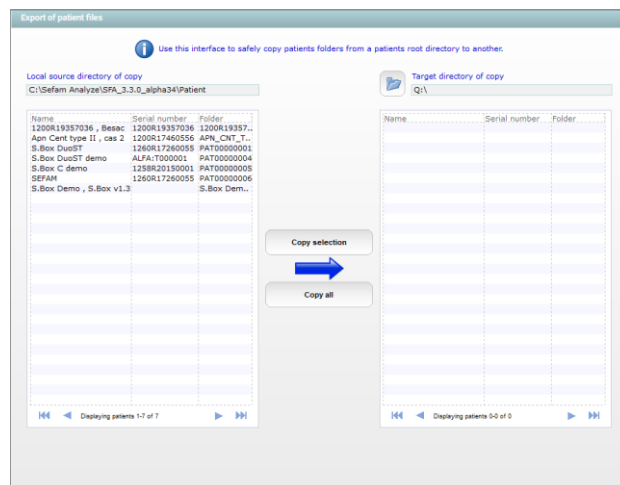 Export of patient files
Use this interface to safely copy patients folders from a patients root directory to another.
Local source directory of copy
C:\Sefam Analyze\SFA_3.3.0_alpha34\Patient
Target directory of copy
Q:\
Name Serial number Folder
1200R19357036 , Besac 1200R19357036 1200R19357..
Apn Cent type II , cas 2 1200R17460556 APN_CNT_T..
S.Box DuoST 1260R17260055 PAT00000001
S.Box DuoST demo ALFA:T000001 PAT00000004
S.Box C demo 1258R20150001 PAT00000005
SEFAM 1260R17260055 PAT00000006
S.Box Demo , S.Box v1.3 S.Box Dem..
Displaying patients 1-7 of 7
Copy selection
Copy all
Name Serial number Folder
Displaying patients 0-0 of 0